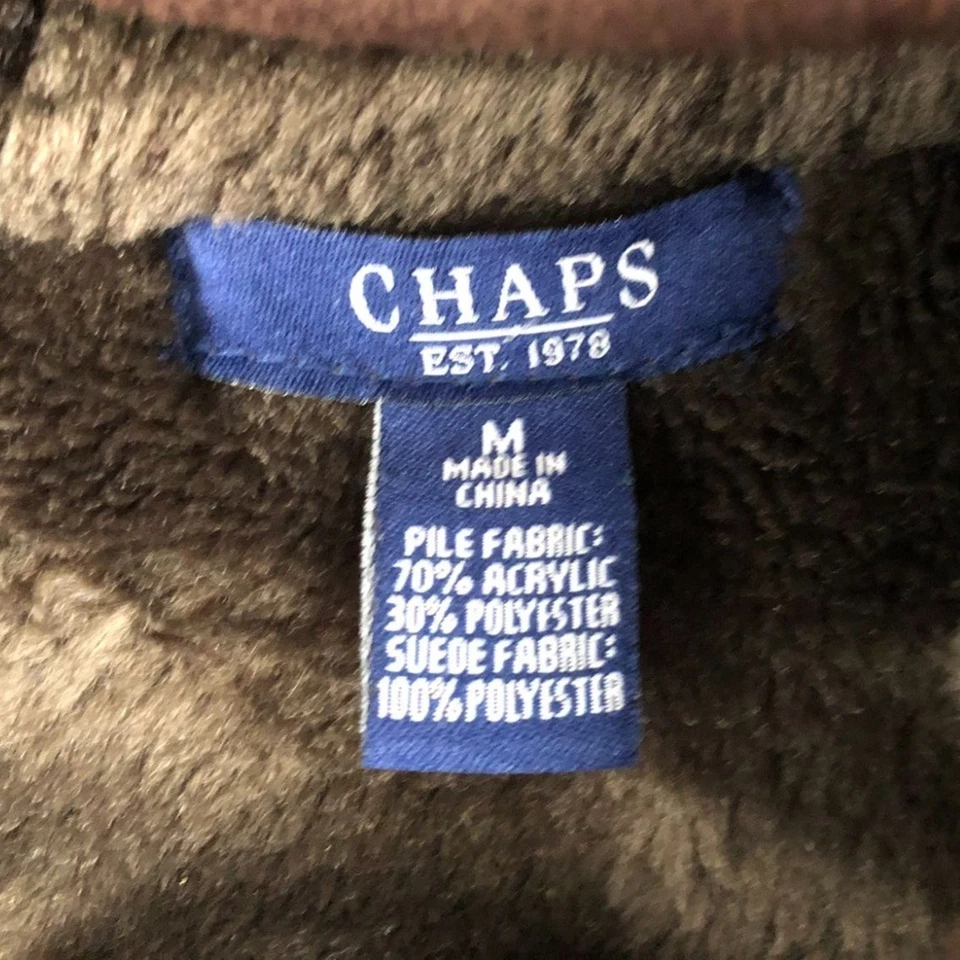 CHAPS
EST. 1978
M
MADE IN
CHINA
PILE FABRIC:
70% ACRYLIC
30% POLYESTER
SUEDE FABRIC:
100% POLYESTER